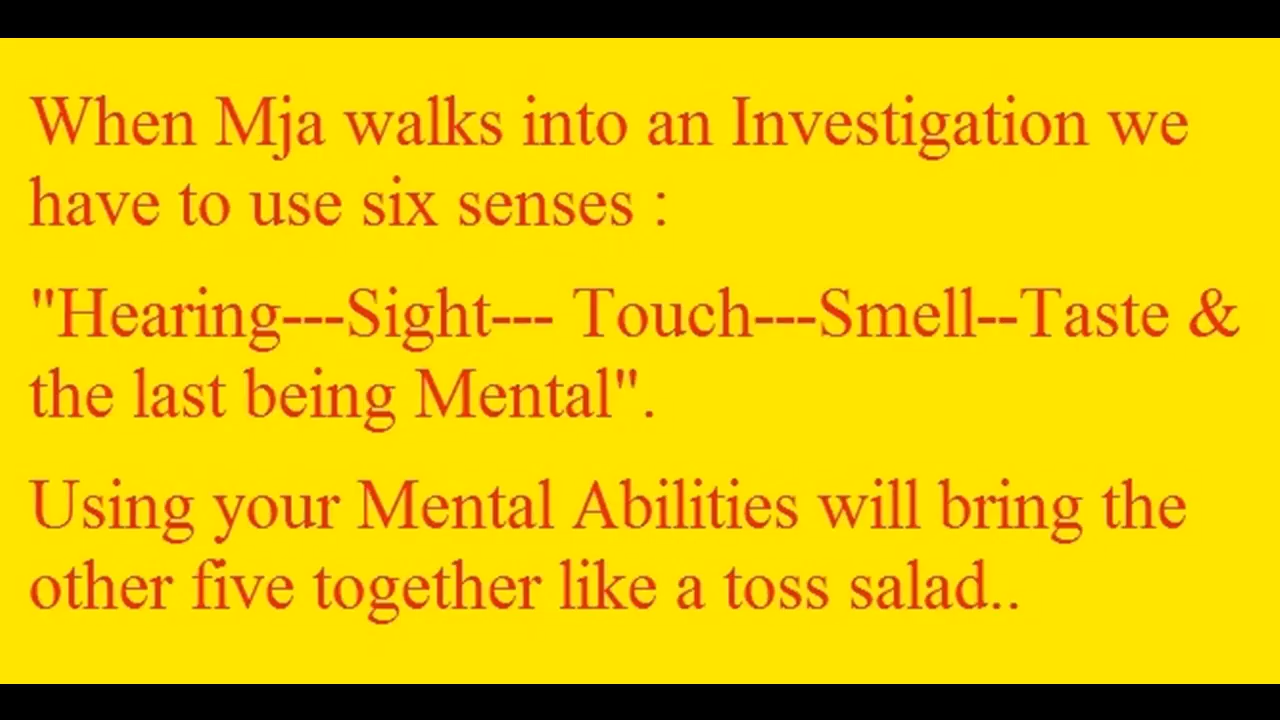 When Mja walks into an Investigation we
have to use six senses :
"Hearing---Sight--- Touch---Smell--Taste &
the last being Mental".
Using your Mental Abilities will bring the
other five together like a toss salad..